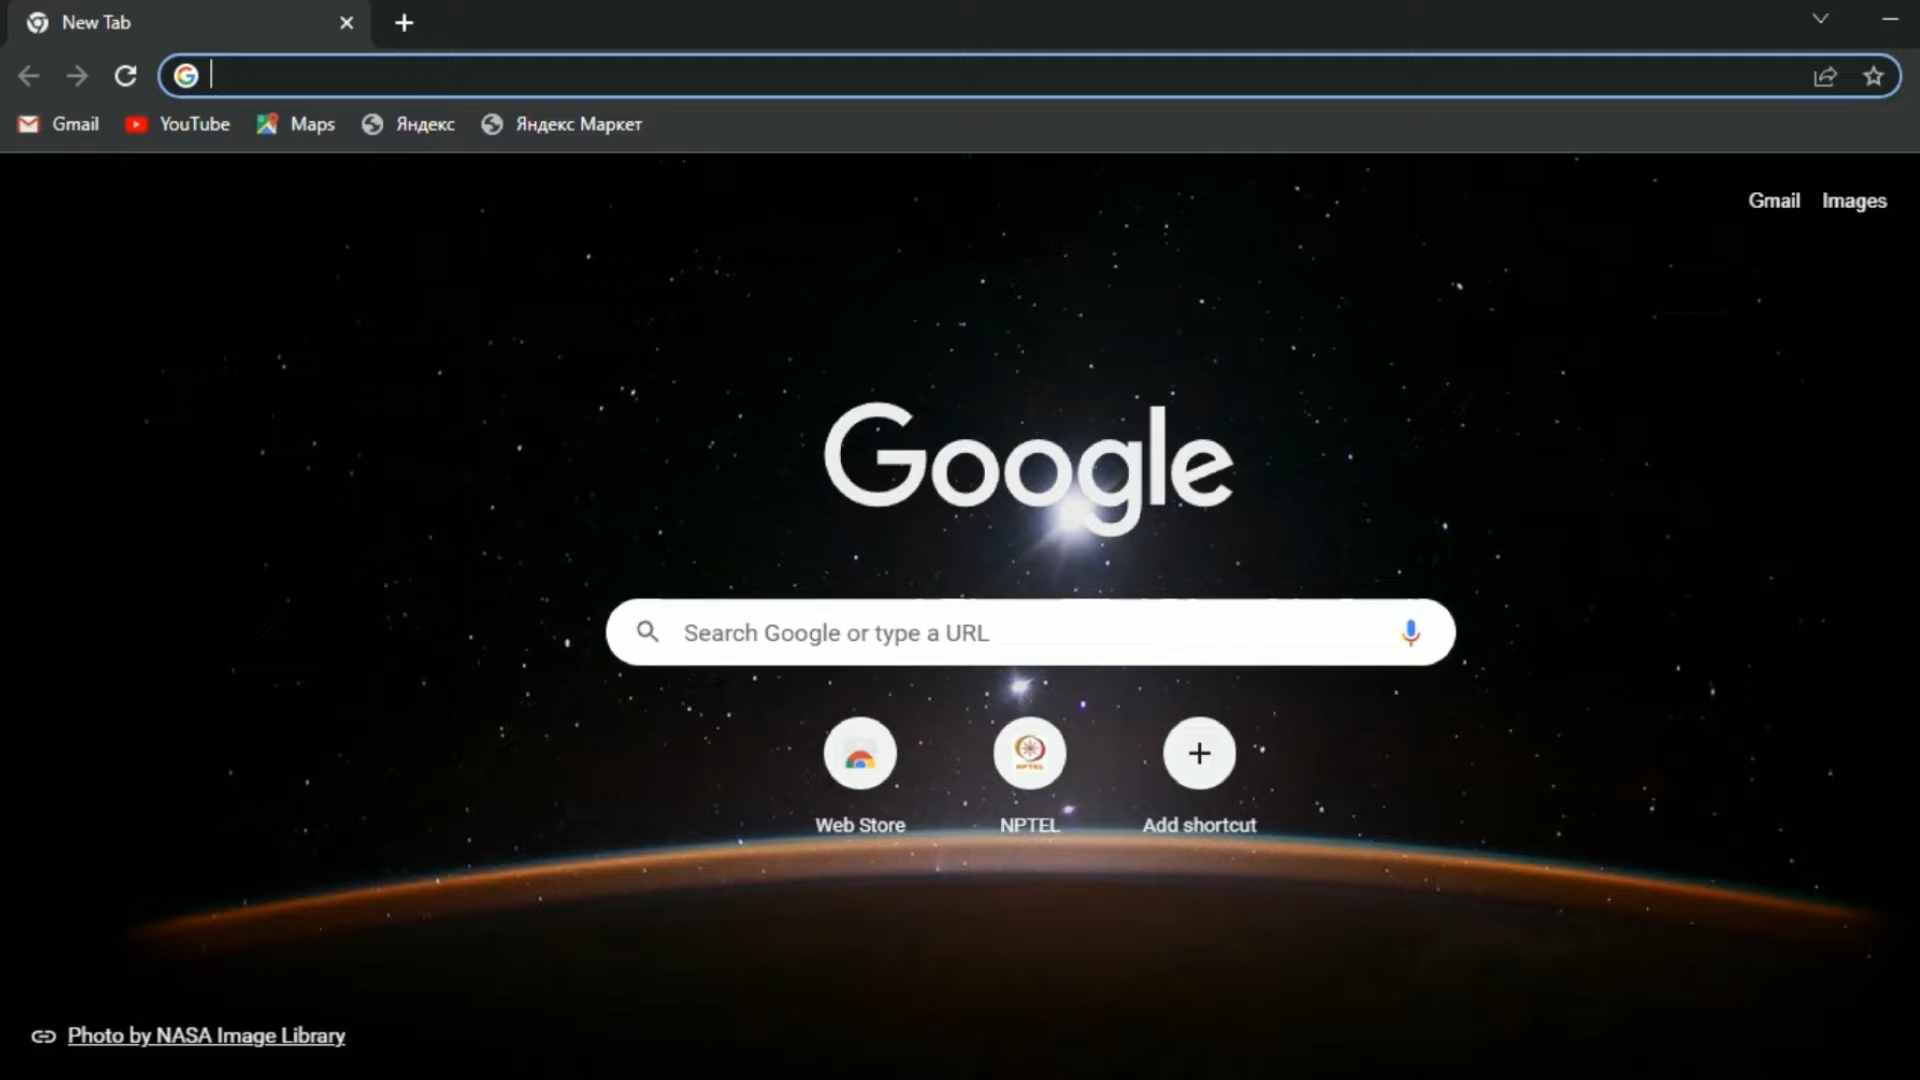 New Tab
Gmail YouTube Maps Яндекс Яндекс Маркет
Gmail Images
Google
Search Google or type a URL
NPTEL
Web Store NPTEL Add shortcut
Photo by NASA Image Library